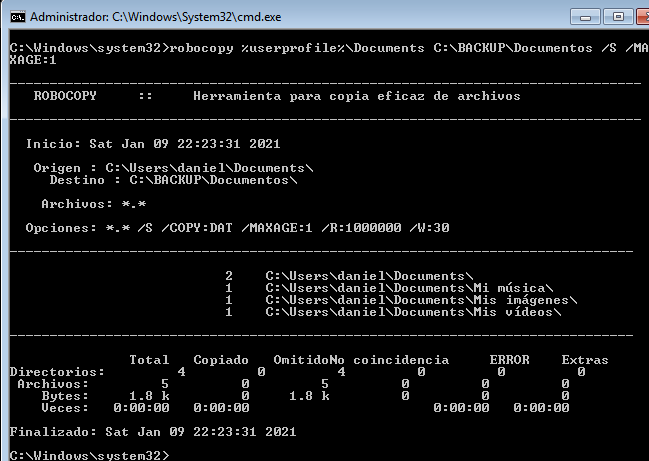 Administrador: C:\Windows\System32\cmd.exe
C:\Windows\system32>robocopy %userprofile%\Documents C:\BACKUP\Documentos /S /MA
XAGE:1
-------------------------------------------------------------------------------
   ROBOCOPY     ::     Herramienta para copia eficaz de archivos
-------------------------------------------------------------------------------
  Inicio: Sat Jan 09 22:23:31 2021
   Origen : C:\Users\daniel\Documents\
     Destino : C:\BACKUP\Documentos\
    Archivos: *.*
  Opciones: *.* /S /COPY:DAT /MAXAGE:1 /R:1000000 /W:30
------------------------------------------------------------------------------
                           2    C:\Users\daniel\Documents\
                           1    C:\Users\daniel\Documents\Mi música\
                           1    C:\Users\daniel\Documents\Mis imágenes\
                           1    C:\Users\daniel\Documents\Mis vídeos\
------------------------------------------------------------------------------
               Total   Copiado   OmitidoNo coincidencia     ERROR    Extras
Directorios:         4         0         4         0         0         0
 Archivos:         5         0         5         0         0         0
    Bytes:     1.8 k         0     1.8 k         0         0         0
    Veces:   0:00:00   0:00:00                       0:00:00   0:00:00
Finalizado: Sat Jan 09 22:23:31 2021
C:\Windows\system32>